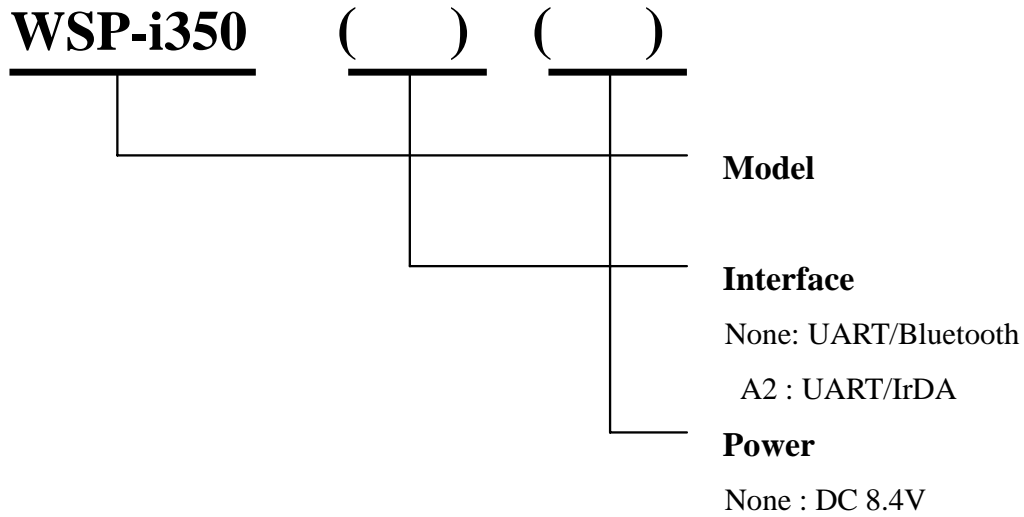 WSP-i350 ( ) ( )
Model
Interface
None: UART/Bluetooth
A2 : UART/IrDA
Power
None : DC 8.4V